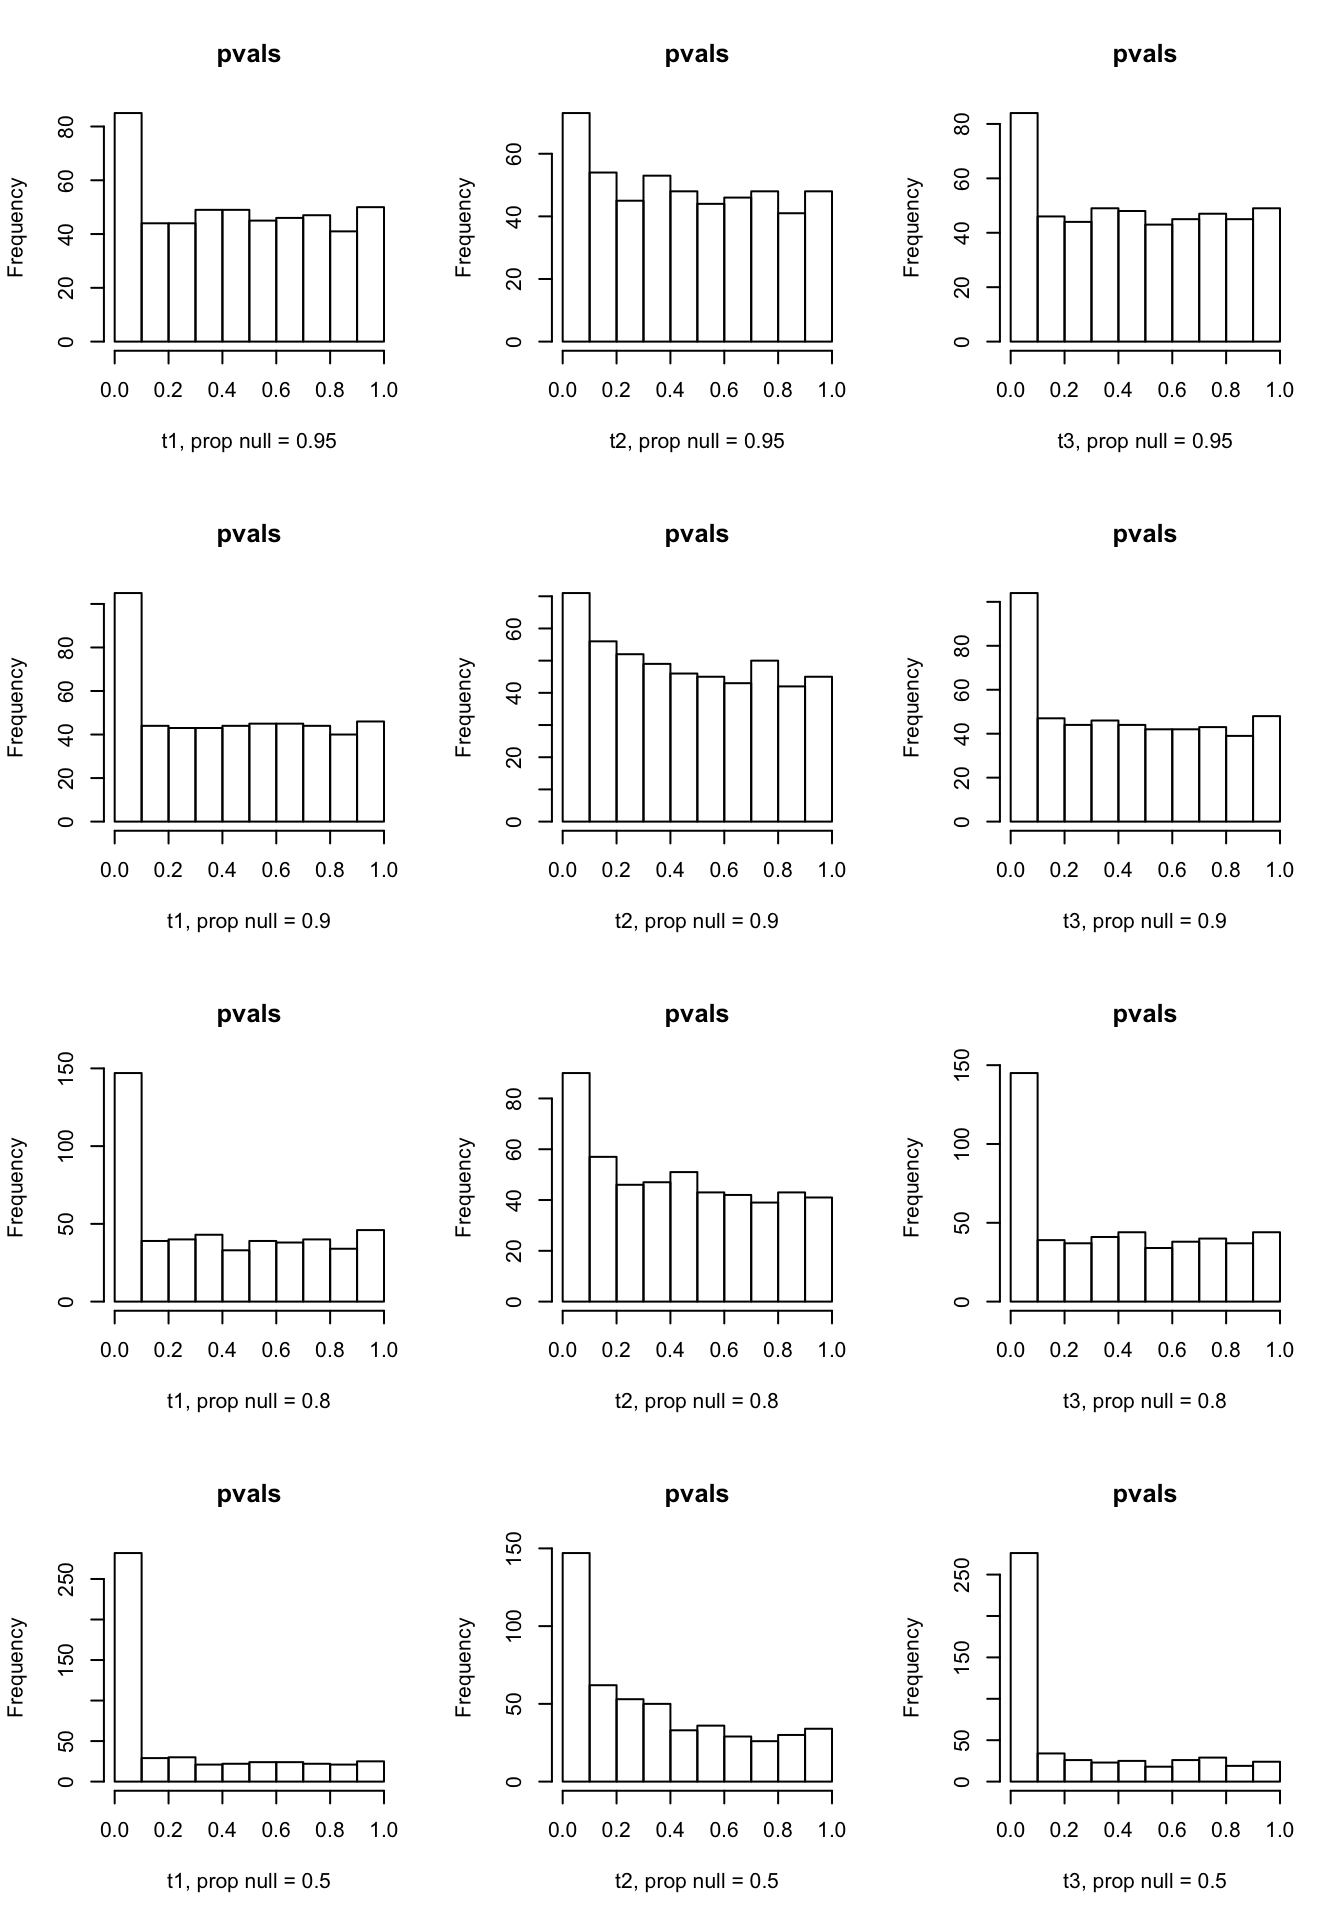 pvals pvals pvals
Frequency Frequency Frequency
0 20 40 60 80
0 20 40 60
0 20 40 60 80
0.0 0.2 0.4 0.6 0.8 1.0
0.0 0.2 0.4 0.6 0.8 1.0
0.0 0.2 0.4 0.6 0.8 1.0
t1, prop null = 0.95
t2, prop null = 0.95
t3, prop null = 0.95
pvals pvals pvals
Frequency Frequency Frequency
0 20 40 60 80
0 20 40 60
0 20 40 60 80
0.0 0.2 0.4 0.6 0.8 1.0
0.0 0.2 0.4 0.6 0.8 1.0
0.0 0.2 0.4 0.6 0.8 1.0
t1, prop null = 0.9
t2, prop null = 0.9
t3, prop null = 0.9
pvals pvals pvals
Frequency Frequency Frequency
0 50 100 150
0 20 40 60 80
0 50 100 150
0.0 0.2 0.4 0.6 0.8 1.0
0.0 0.2 0.4 0.6 0.8 1.0
0.0 0.2 0.4 0.6 0.8 1.0
t1, prop null = 0.8
t2, prop null = 0.8
t3, prop null = 0.8
pvals pvals pvals
Frequency Frequency Frequency
0 50 150 250
0 50 100 150
0 50 150 250
0.0 0.2 0.4 0.6 0.8 1.0
0.0 0.2 0.4 0.6 0.8 1.0
0.0 0.2 0.4 0.6 0.8 1.0
t1, prop null = 0.5
t2, prop null = 0.5
t3, prop null = 0.5